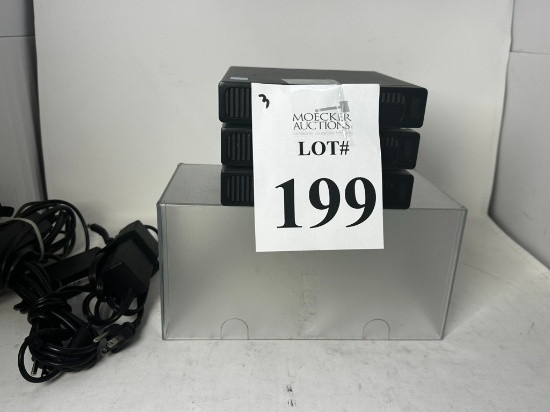 3
MOECKER
AUCTIONS
LOT#
199